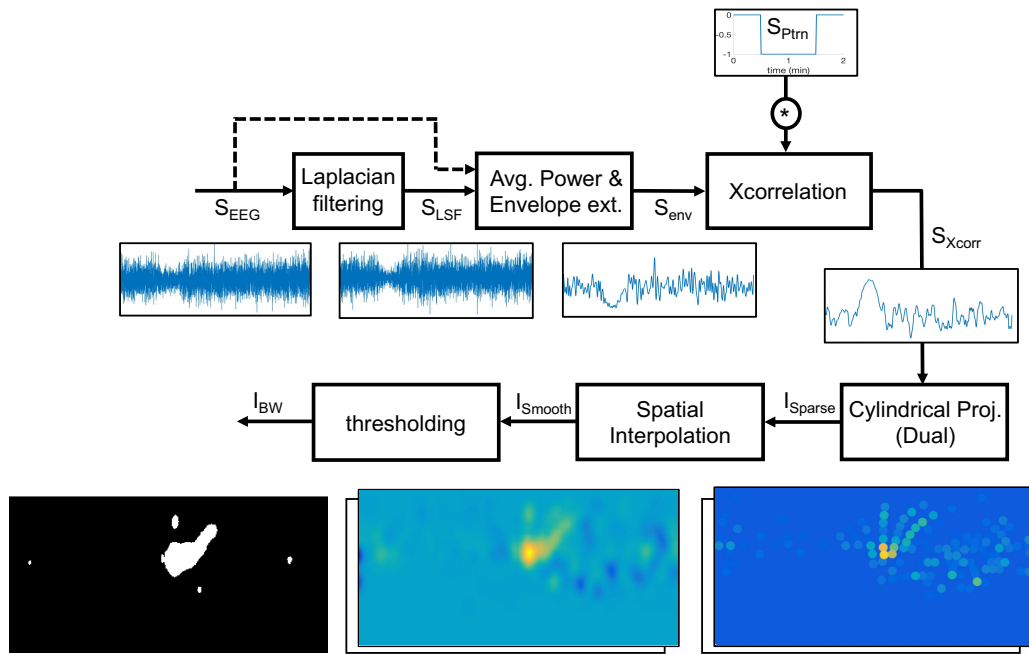 0
S_Ptrn
-0.5
-1
0 1 2
time (min)
*
Laplacian
filtering
Avg. Power &
Envelope ext.
Xcorrelation
S_EEG
S_LSF
S_env
S_Xcorr
I_BW
thresholding
I_Smooth
Spatial
Interpolation
I_Sparse
Cylindrical Proj.
(Dual)